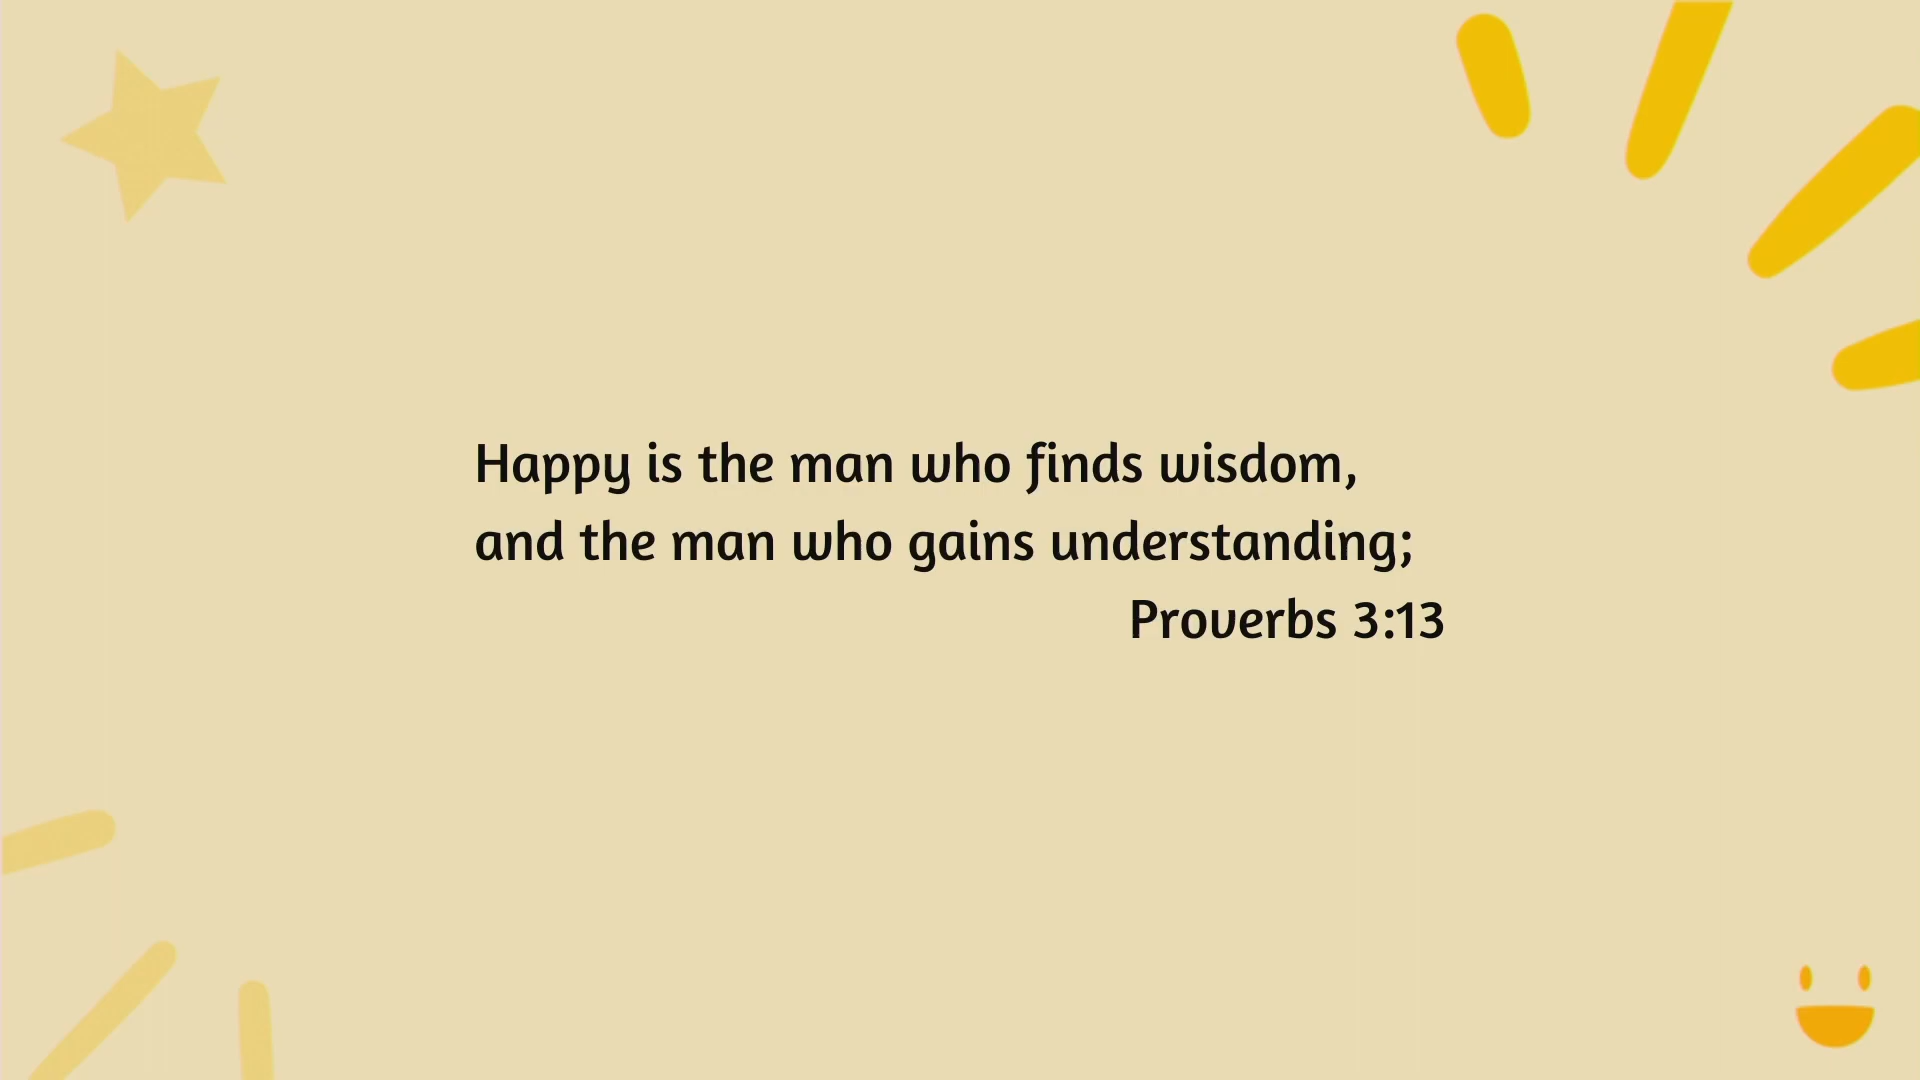 Happy is the man who finds wisdom,
and the man who gains understanding;
Proverbs 3:13